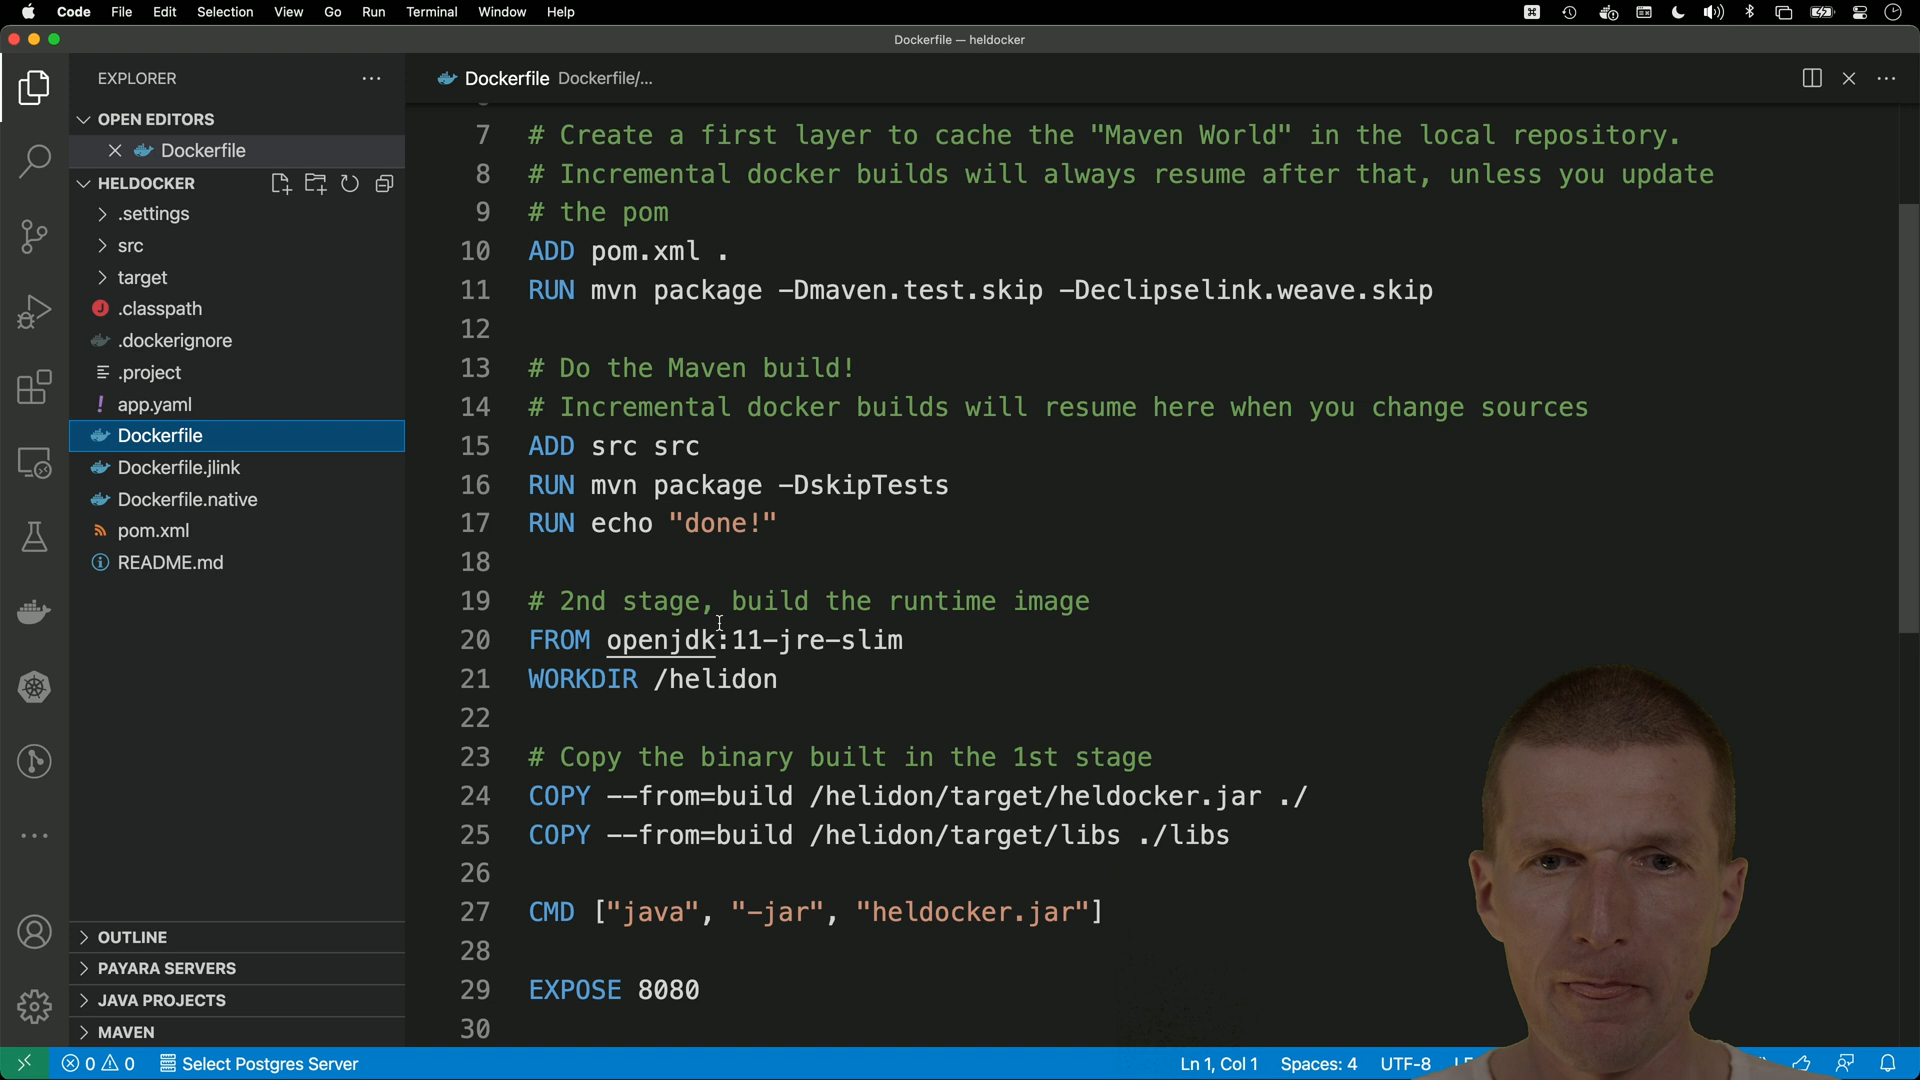 Code File Edit Selection View Go Run Terminal Window Help
Dockerfile — heldocker
EXPLORER
OPEN EDITORS
Dockerfile
HELDOCKER
.settings
src
target
.classpath
.dockerignore
.project
app.yaml
Dockerfile
Dockerfile.jlink
Dockerfile.native
pom.xml
README.md
OUTLINE
PAYARA SERVERS
JAVA PROJECTS
MAVEN
Dockerfile Dockerfile/...
7 # Create a first layer to cache the "Maven World" in the local repository.
8 # Incremental docker builds will always resume after that, unless you update
9 # the pom
10 ADD pom.xml .
11 RUN mvn package -Dmaven.test.skip -Declipselink.weave.skip
12
13 # Do the Maven build!
14 # Incremental docker builds will resume here when you change sources
15 ADD src src
16 RUN mvn package -DskipTests
17 RUN echo "done!"
18
19 # 2nd stage, build the runtime image
20 FROM openjdk:11-jre-slim
21 WORKDIR /helidon
22
23 # Copy the binary built in the 1st stage
24 COPY --from=build /helidon/target/heldocker.jar ./
25 COPY --from=build /helidon/target/libs ./libs
26
27 CMD ["java", "-jar", "heldocker.jar"]
28
29 EXPOSE 8080
30
0 0 Select Postgres Server Ln 1, Col 1 Spaces: 4 UTF-8